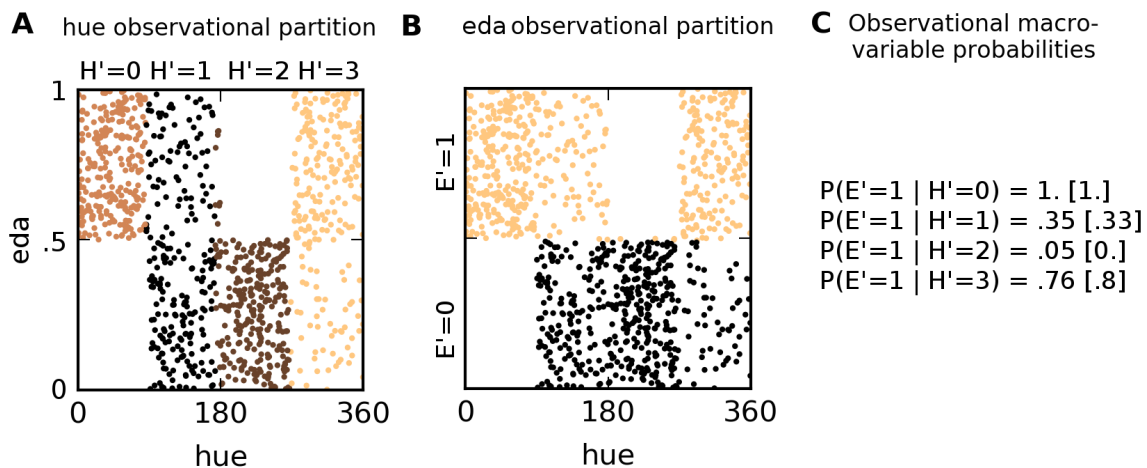 A hue observational partition
H'=0 H'=1 H'=2 H'=3
1
.5
0
eda
0 180 360
hue
B eda observational partition
E'=1
E'=0
0 180 360
hue
C Observational macro-
variable probabilities
P(E'=1 | H'=0) = 1. [1.]
P(E'=1 | H'=1) = .35 [.33]
P(E'=1 | H'=2) = .05 [0.]
P(E'=1 | H'=3) = .76 [.8]